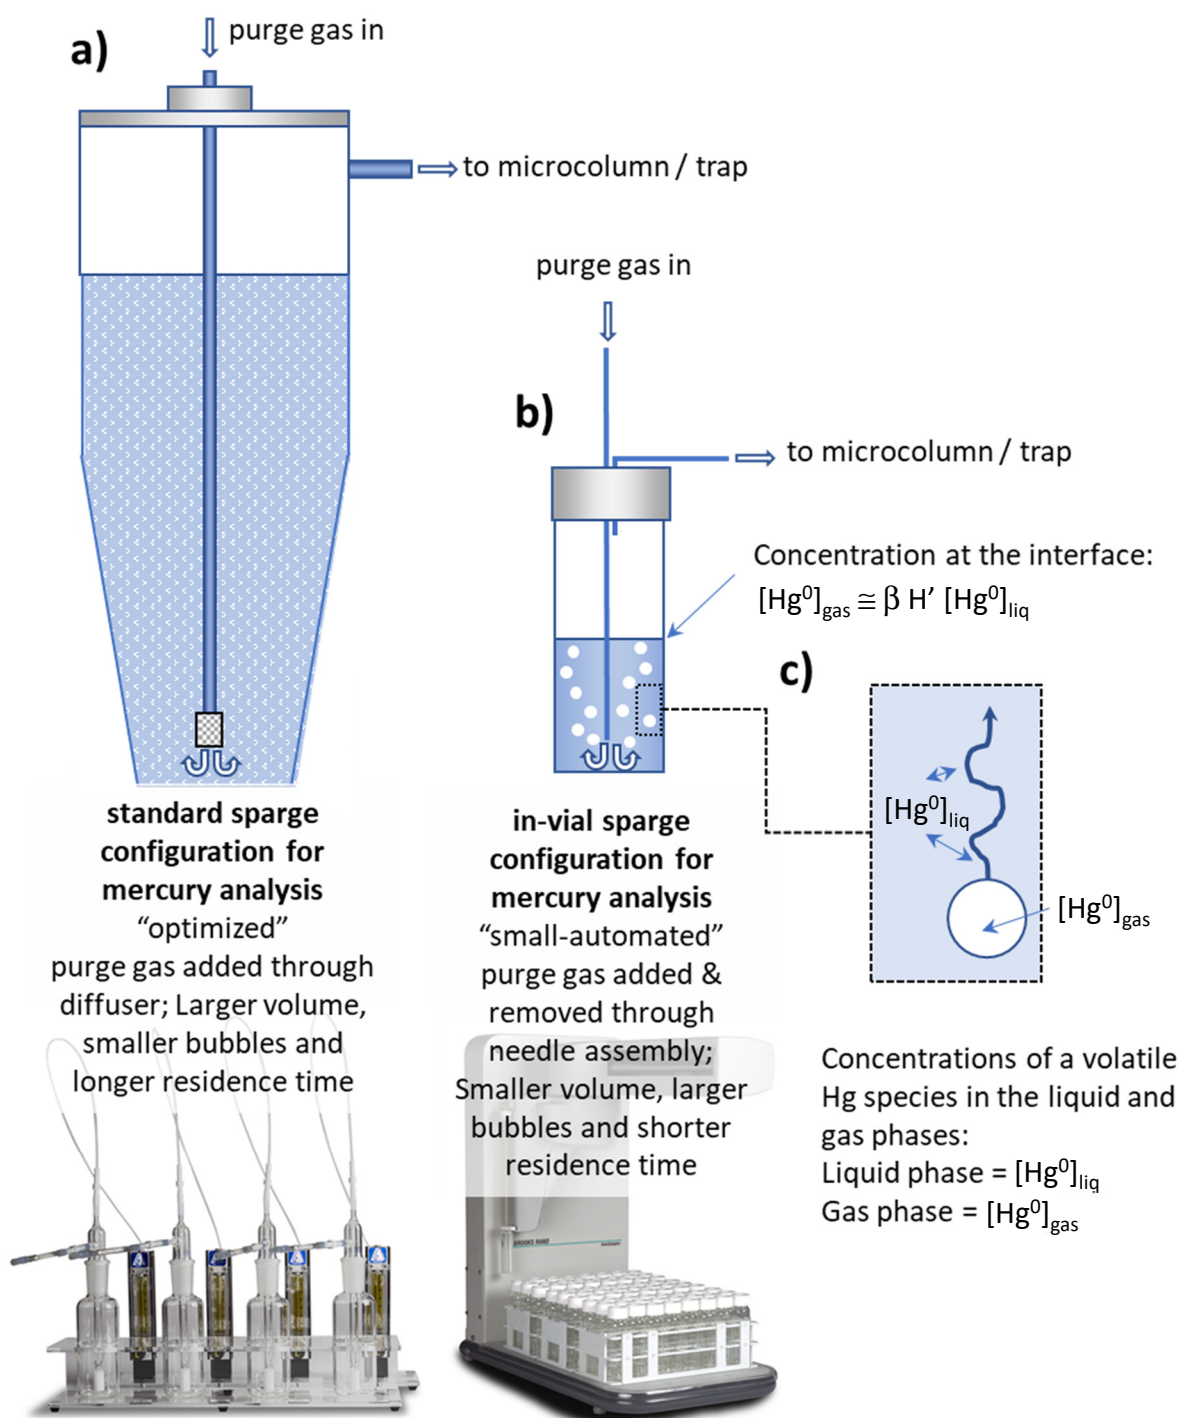 a)
purge gas in
to microcolumn / trap
purge gas in
b)
to microcolumn / trap
Concentration at the interface:
[Hg⁰]gas ≅ β H’ [Hg⁰]liq
c)
[Hg⁰]liq
[Hg⁰]gas
standard sparge
configuration for
mercury analysis
“optimized”
purge gas added through
diffuser; Larger volume,
smaller bubbles and
longer residence time
in-vial sparge
configuration for
mercury analysis
“small-automated”
purge gas added &
removed through
needle assembly;
Smaller volume, larger
bubbles and shorter
residence time
Concentrations of a volatile
Hg species in the liquid and
gas phases:
Liquid phase = [Hg⁰]liq
Gas phase = [Hg⁰]gas
BROOKS RAND